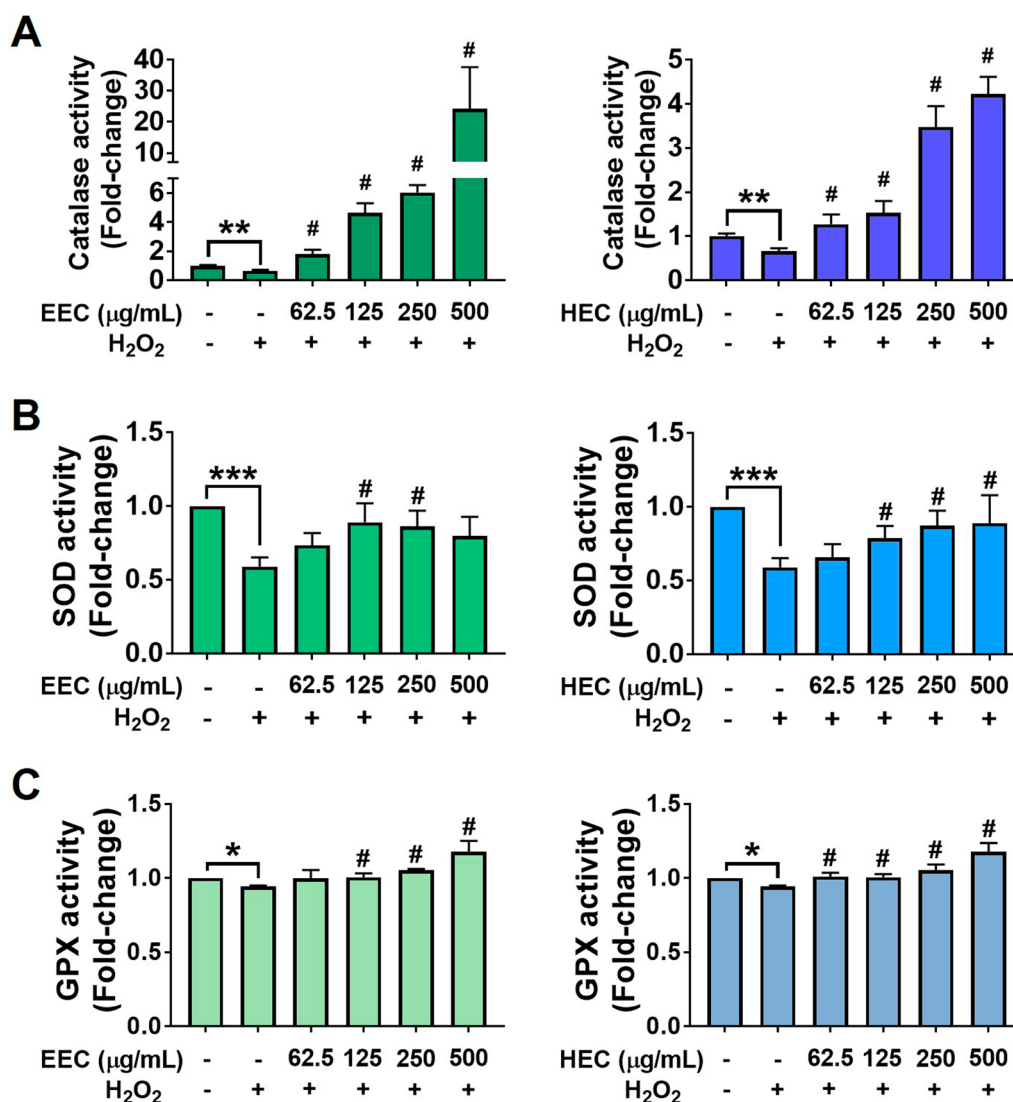 A
Catalase activity
(Fold-change)
40
30
20
10
6
4
2
0
**
#
#
#
#
EEC (μg/mL) - - 62.5 125 250 500
H₂O₂ - + + + + +
Catalase activity
(Fold-change)
5
4
3
2
1
0
**
#
#
#
#
HEC (μg/mL) - - 62.5 125 250 500
H₂O₂ - + + + + +
B
SOD activity
(Fold-change)
1.5
1.0
0.5
0.0
***
#
#
EEC (μg/mL) - - 62.5 125 250 500
H₂O₂ - + + + + +
SOD activity
(Fold-change)
1.5
1.0
0.5
0.0
***
#
#
#
HEC (μg/mL) - - 62.5 125 250 500
H₂O₂ - + + + + +
C
GPX activity
(Fold-change)
1.5
1.0
0.5
0.0
*
#
#
#
EEC (μg/mL) - - 62.5 125 250 500
H₂O₂ - + + + + +
GPX activity
(Fold-change)
1.5
1.0
0.5
0.0
*
#
#
#
#
HEC (μg/mL) - - 62.5 125 250 500
H₂O₂ - + + + + +